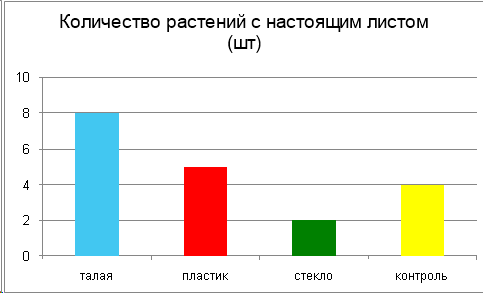 Количество растений с настоящим листом
(шт)
10
8
6
4
2
0
талая пластик стекло контроль